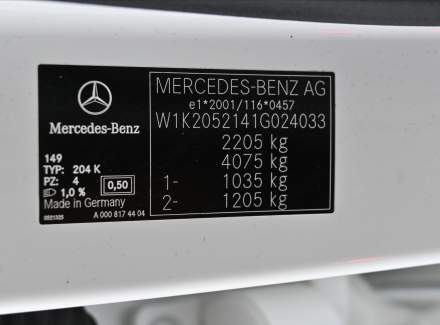 Mercedes-Benz
149
TYP: 204 K
PZ: 4
1,0 % 0,50
Made in Germany
A 000 817 44 04
MERCEDES-BENZ AG
e1*2001/116*0457
W1K2052141G024033
2205 kg
4075 kg
1- 1035 kg
2- 1205 kg